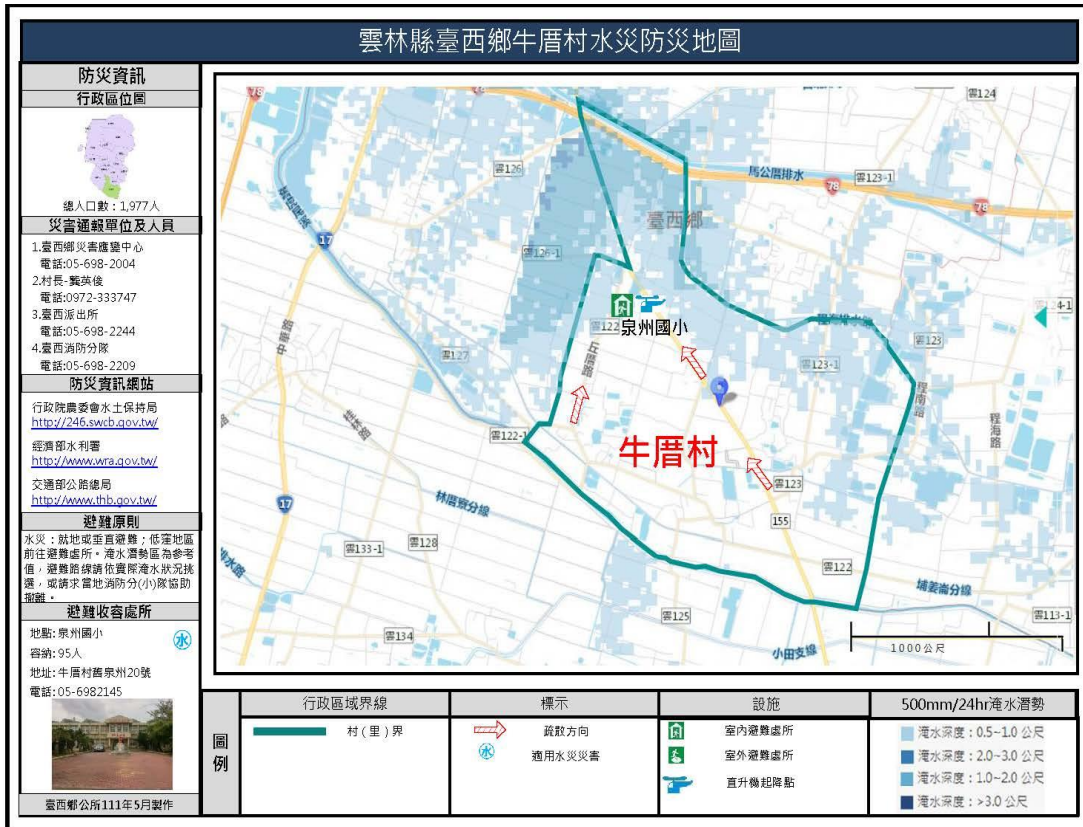 雲林縣臺西鄉牛厝村水災防災地圖
防災資訊
行政區位圖
總人口數：1,977人
災害通報單位及人員
1.臺西鄉災害應變中心
電話:05-698-2004
2.村長-龔英俊
電話:0972-333747
3.臺西派出所
電話:05-698-2244
4.臺西消防分隊
電話:05-698-2209
防災資訊網站
行政院農委會水土保持局
http://246.swcb.gov.tw/
經濟部水利署
http://www.wra.gov.tw/
交通部公路總局
http://www.thb.gov.tw/
避難原則
水災：就地或垂直避難；低窪地區
前往避難處所。淹水潛勢區為參考
值，避難路線請依實際淹水狀況挑
選，或請求當地消防分(小)隊協助
撤離。
避難收容處所
地點:泉州國小
水
容納:95人
地址:牛厝村舊泉州20號
電話:05-6982145
臺西鄉公所111年5月製作
78
78
雲124
雲126
馬公厝排水
雲123-1
78
78
17
臺西鄉
雲126-1
泉州國小
雲122
雲123
雲123-1
中華路
雲127
丘厝路
程南路
程海路
雲122-1
牛厝村
雲123
17
林厝寮分線
155
雲133-1
雲128
雲122
埔姜崙分線
雲125
雲113-1
雲134
小田支線
1000公尺
圖例
行政區域界線
村(里)界
標示
疏散方向
水
適用水災災害
設施
室內避難處所
室外避難處所
直升機起降點
500mm/24hr淹水潛勢
淹水深度：0.5~1.0 公尺
淹水深度：2.0~3.0 公尺
淹水深度：1.0~2.0 公尺
淹水深度：>3.0 公尺